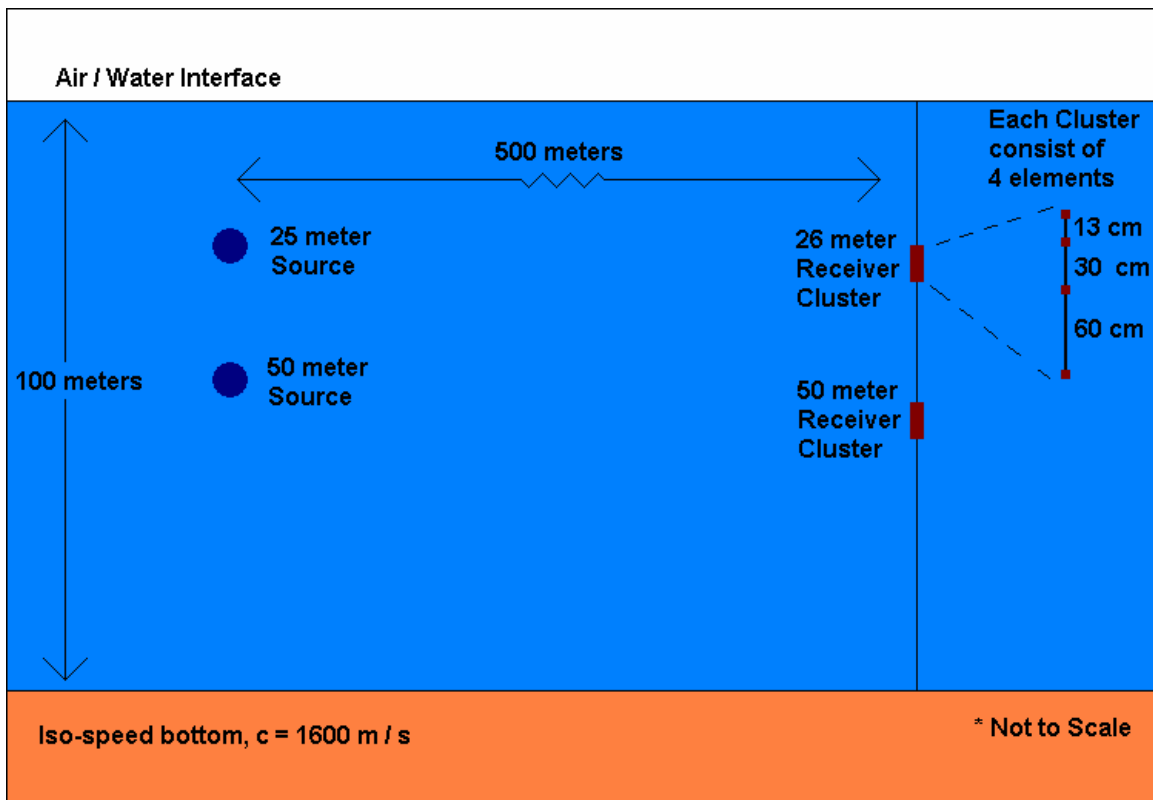 Air / Water Interface
Each Cluster
consist of
4 elements
500 meters
13 cm
25 meter
Source
26 meter
Receiver
Cluster
30 cm
60 cm
100 meters
50 meter
Source
50 meter
Receiver
Cluster
Iso-speed bottom, c = 1600 m / s
* Not to Scale